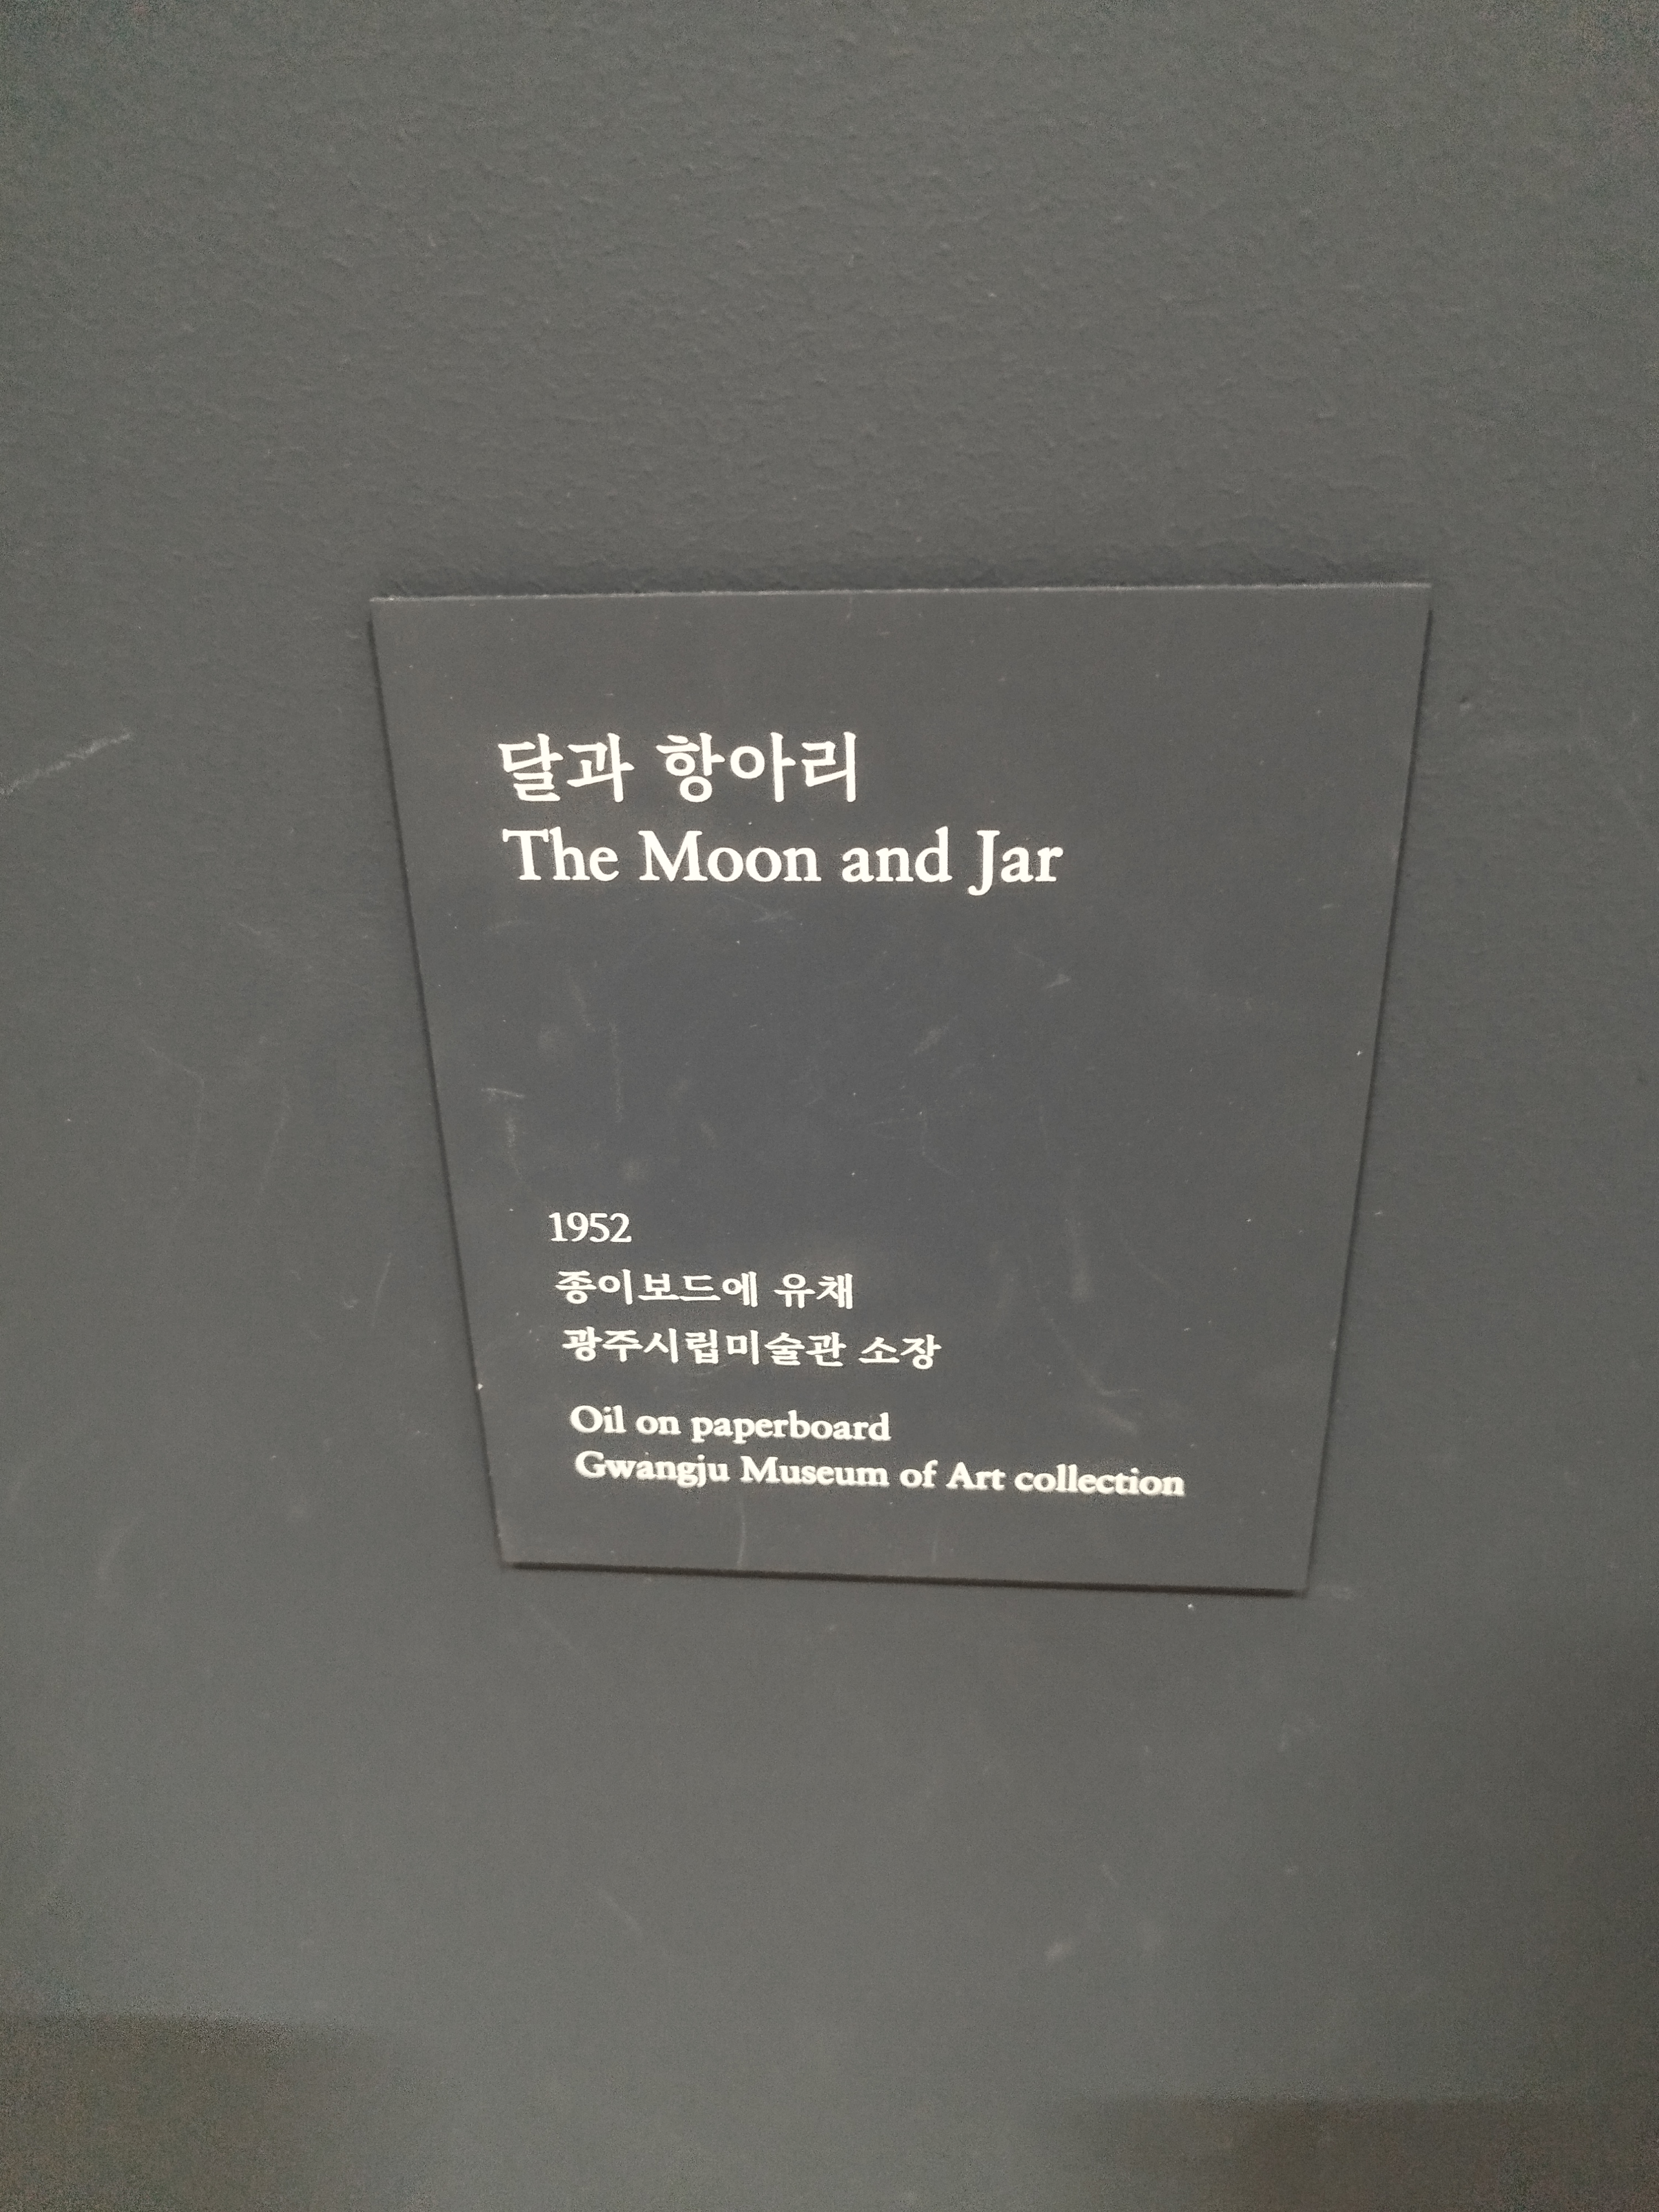 달과 항아리
The Moon and Jar
1952
종이보드에 유채
광주시립미술관 소장
Oil on paperboard
Gwangju Museum of Art collection